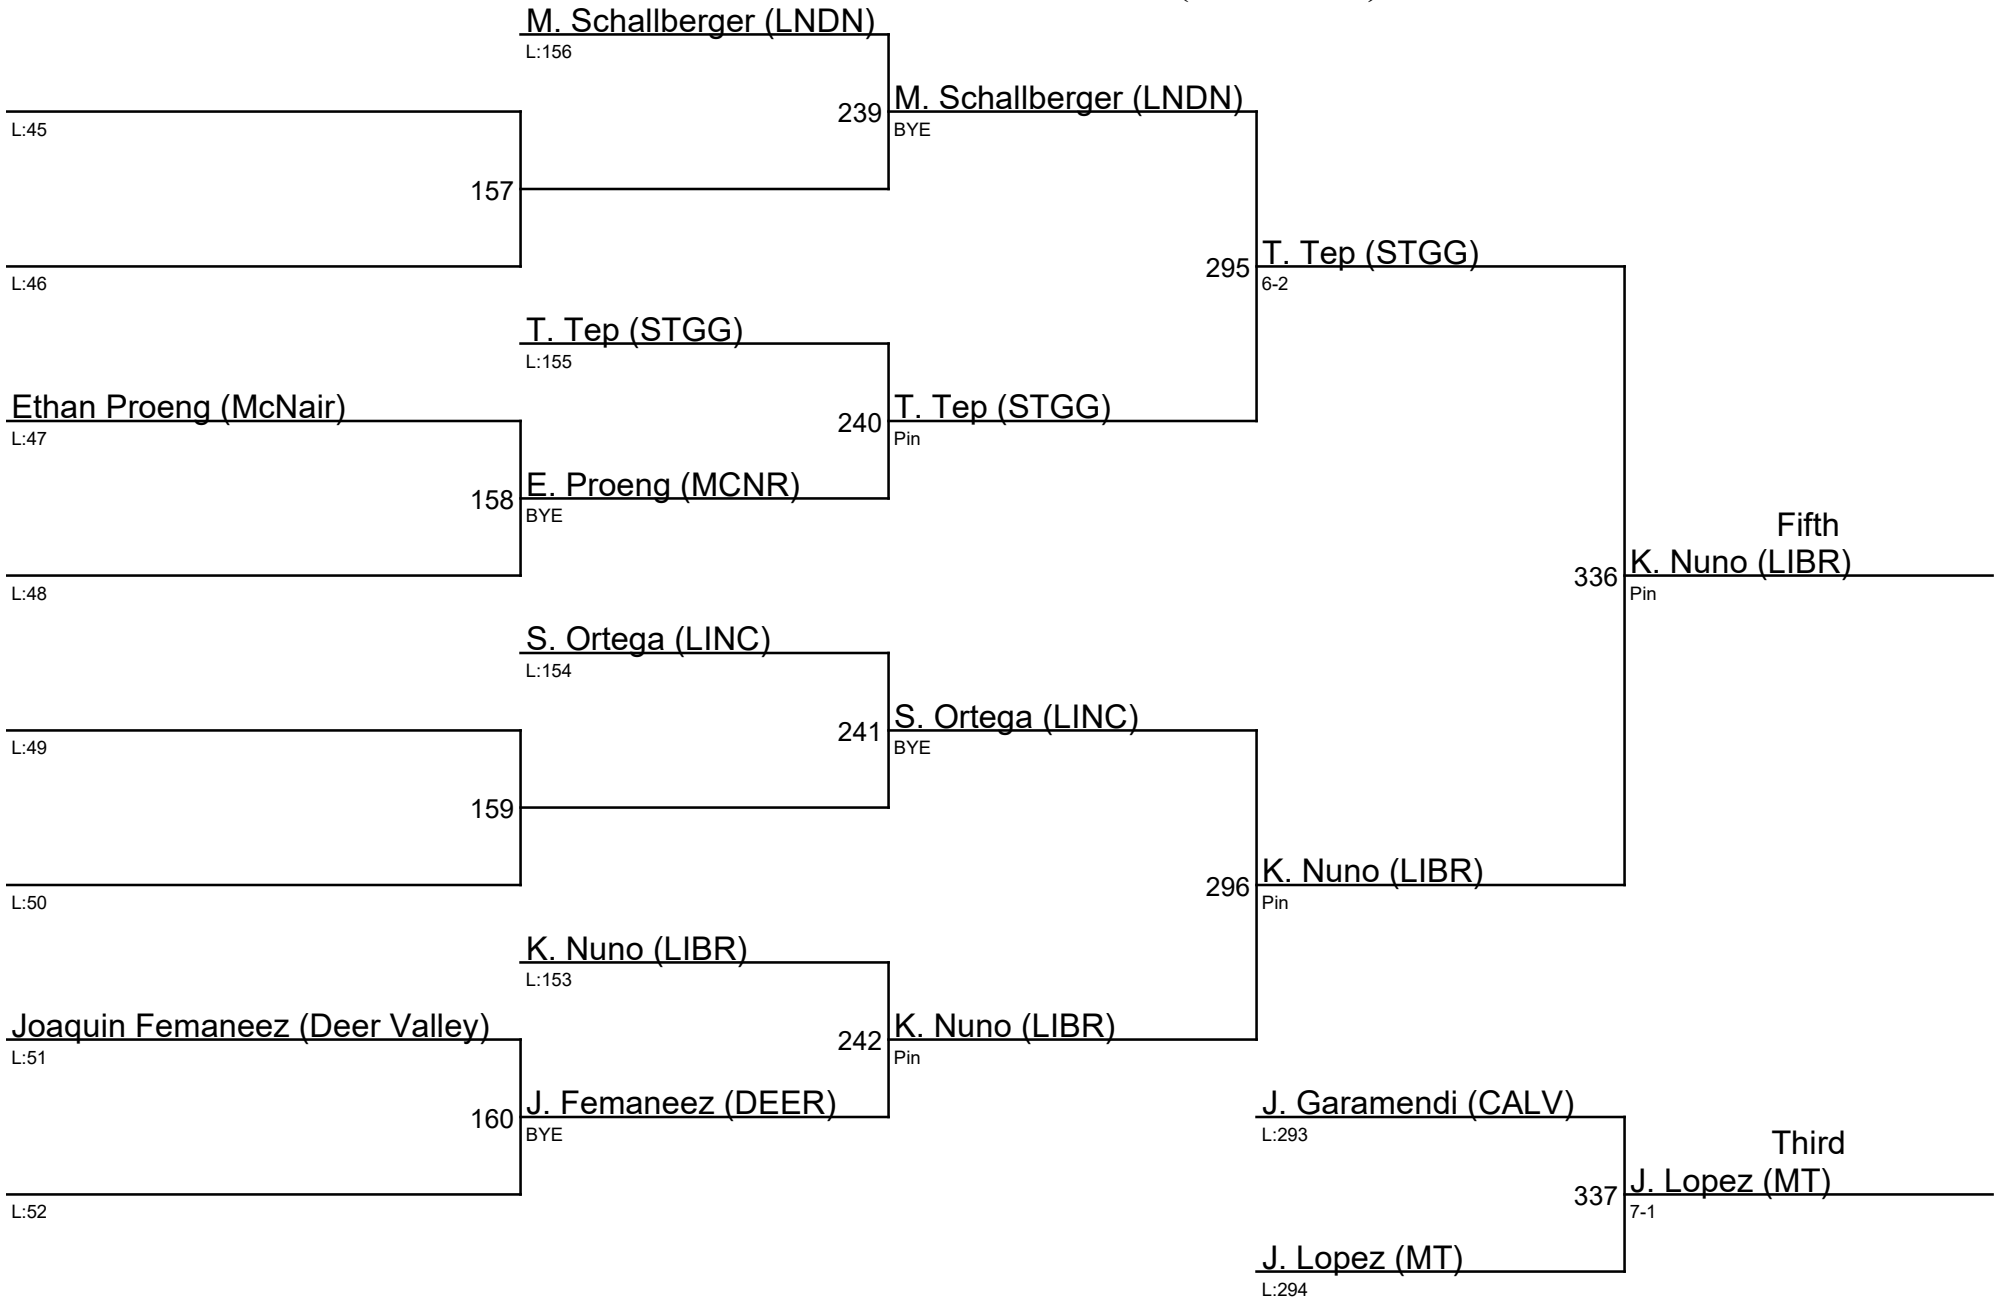 M. Schallberger (LNDN)
L:156
239
M. Schallberger (LNDN)
BYE
L:45
157
L:46
295
T. Tep (STGG)
6-2
T. Tep (STGG)
L:155
Ethan Proeng (McNair)
L:47
240
T. Tep (STGG)
Pin
158
E. Proeng (MCNR)
BYE
L:48
Fifth
336
K. Nuno (LIBR)
Pin
S. Ortega (LINC)
L:154
241
S. Ortega (LINC)
BYE
L:49
159
L:50
296
K. Nuno (LIBR)
Pin
K. Nuno (LIBR)
L:153
Joaquin Femaneez (Deer Valley)
L:51
242
K. Nuno (LIBR)
Pin
160
J. Femaneez (DEER)
BYE
L:52
J. Garamendi (CALV)
L:293
Third
337
J. Lopez (MT)
7-1
J. Lopez (MT)
L:294